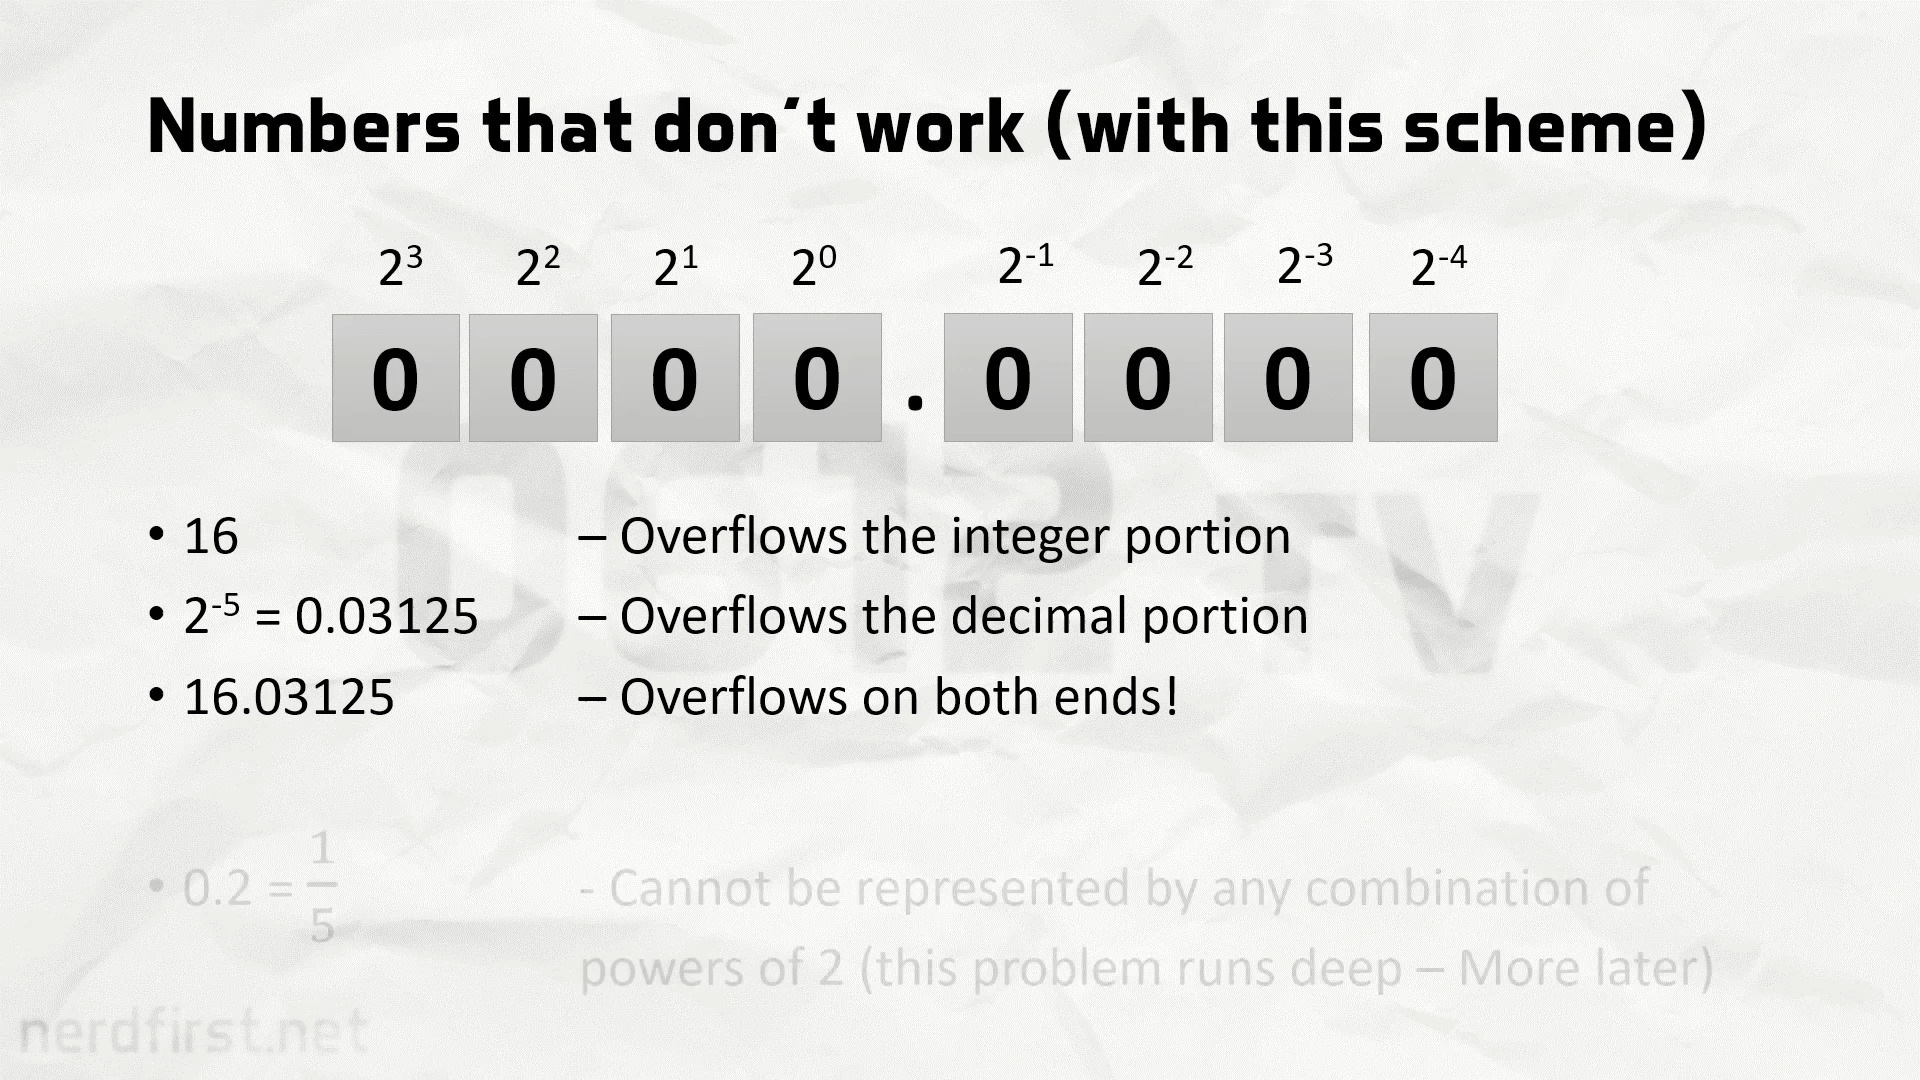 Numbers that don´t work (with this scheme)
2³ 2² 2¹ 2⁰ 2⁻¹ 2⁻² 2⁻³ 2⁻⁴
0 0 0 0 . 0 0 0 0
0612 TV
• 16 – Overflows the integer portion
• 2⁻⁵ = 0.03125 – Overflows the decimal portion
• 16.03125 – Overflows on both ends!
• 0.2 = 1/5 - Cannot be represented by any combination of
powers of 2 (this problem runs deep – More later)
nerdfirst.net